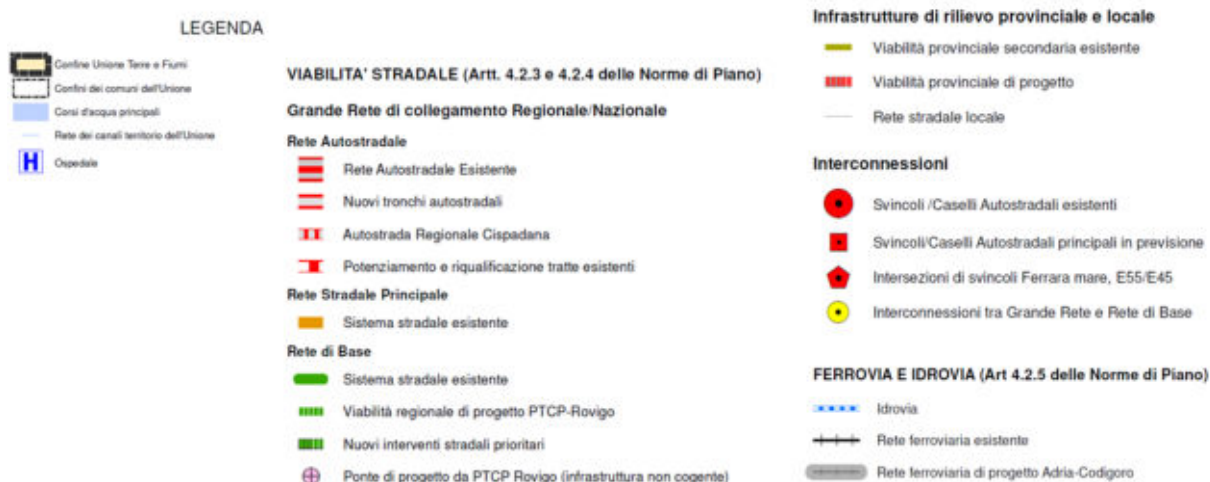 LEGENDA
Confine Unione Terre e Fiumi
Confini dei comuni dell'Unione
Corsi d'acqua principali
Rete dei canali territorio dell'Unione
H Ospedale
VIABILITA' STRADALE (Artt. 4.2.3 e 4.2.4 delle Norme di Piano)
Grande Rete di collegamento Regionale/Nazionale
Rete Autostradale
Rete Autostradale Esistente
Nuovi tronchi autostradali
Autostrada Regionale Cispadana
Potenziamento e riqualificazione tratte esistenti
Rete Stradale Principale
Sistema stradale esistente
Rete di Base
Sistema stradale esistente
Viabilità regionale di progetto PTCP-Rovigo
Nuovi interventi stradali prioritari
Ponte di progetto da PTCP Rovigo (infrastruttura non cogente)
Infrastrutture di rilievo provinciale e locale
Viabilità provinciale secondaria esistente
Viabilità provinciale di progetto
Rete stradale locale
Interconnessioni
Svincoli /Caselli Autostradali esistenti
Svincoli/Caselli Autostradali principali in previsione
Intersezioni di svincoli Ferrara mare, E55/E45
Interconnessioni tra Grande Rete e Rete di Base
FERROVIA E IDROVIA (Art 4.2.5 delle Norme di Piano)
Idrovia
Rete ferroviaria esistente
Rete ferroviaria di progetto Adria-Codigoro